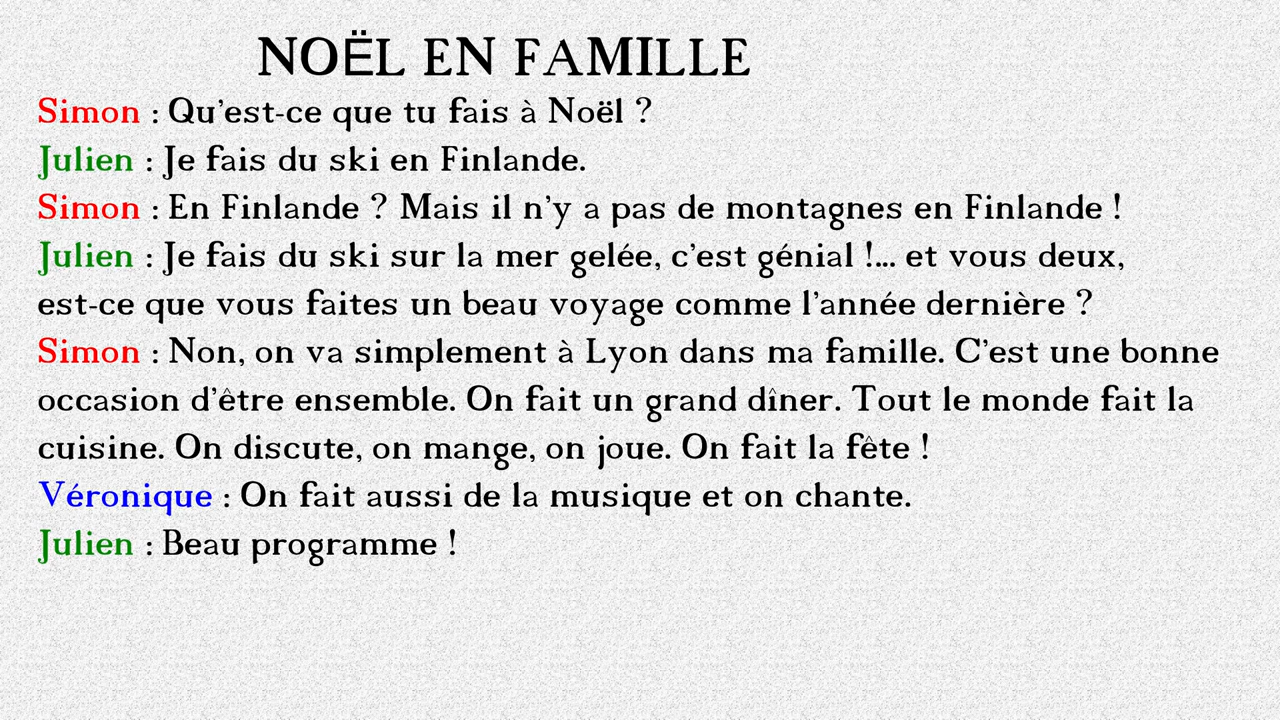 NOËL EN FAMILLE
Simon : Qu'est-ce que tu fais à Noël ?
Julien : Je fais du ski en Finlande.
Simon : En Finlande ? Mais il n'y a pas de montagnes en Finlande !
Julien : Je fais du ski sur la mer gelée, c'est génial !... et vous deux,
est-ce que vous faites un beau voyage comme l'année dernière ?
Simon : Non, on va simplement à Lyon dans ma famille. C'est une bonne
occasion d'être ensemble. On fait un grand dîner. Tout le monde fait la
cuisine. On discute, on mange, on joue. On fait la fête !
Véronique : On fait aussi de la musique et on chante.
Julien : Beau programme !